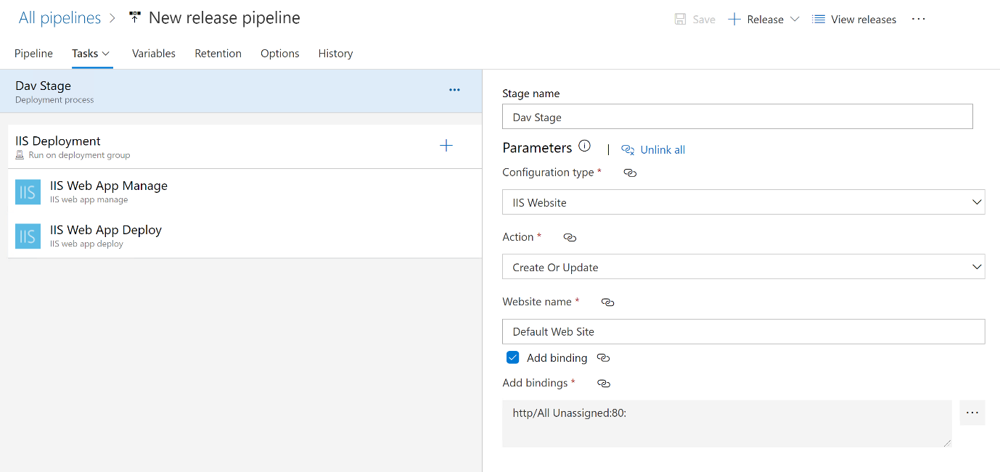 All pipelines > New release pipeline
Save Release View releases ...
Pipeline Tasks Variables Retention Options History
Dav Stage
Deployment process
IIS Deployment
Run on deployment group
IIS IIS Web App Manage
IIS web app manage
IIS IIS Web App Deploy
IIS web app deploy
Stage name
Dav Stage
Parameters | Unlink all
Configuration type *
IIS Website
Action *
Create Or Update
Website name *
Default Web Site
Add binding
Add bindings *
http/All Unassigned:80: